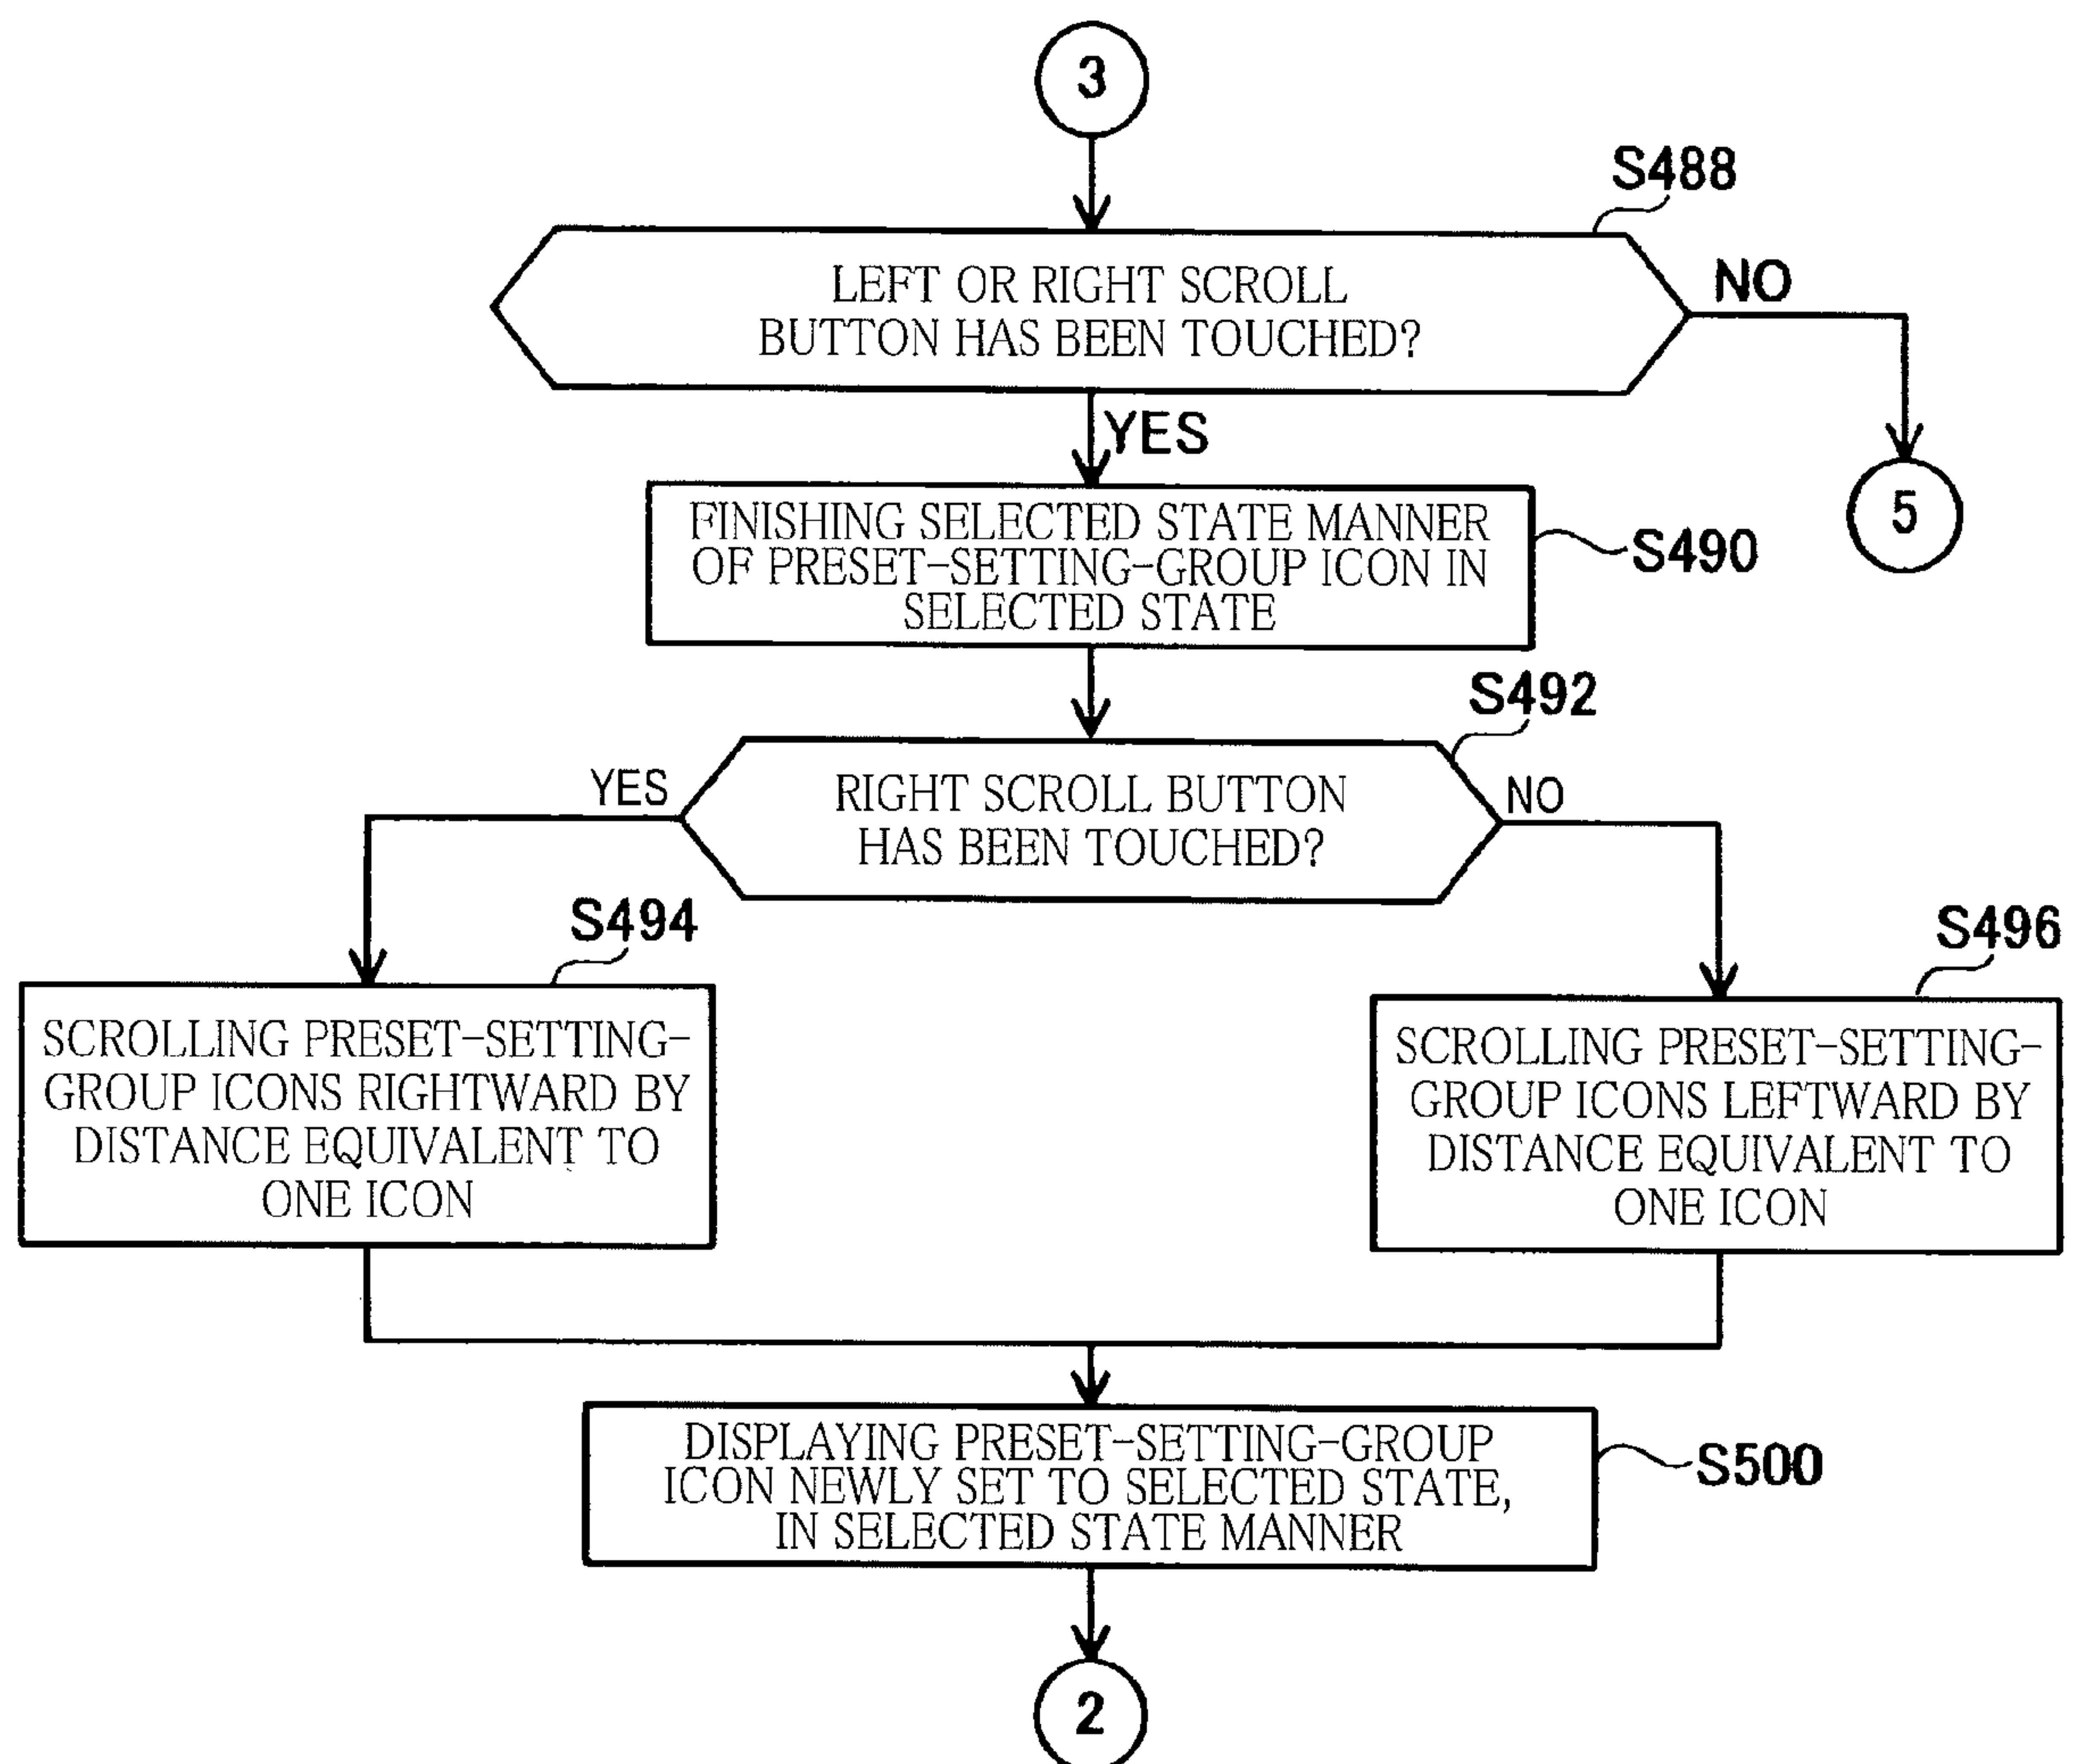 3
S488
LEFT OR RIGHT SCROLL
BUTTON HAS BEEN TOUCHED?
NO
YES
5
FINISHING SELECTED STATE MANNER
OF PRESET-SETTING-GROUP ICON IN
SELECTED STATE
S490
S492
YES
RIGHT SCROLL BUTTON
HAS BEEN TOUCHED?
NO
S494
SCROLLING PRESET-SETTING-
GROUP ICONS RIGHTWARD BY
DISTANCE EQUIVALENT TO
ONE ICON
S496
SCROLLING PRESET-SETTING-
GROUP ICONS LEFTWARD BY
DISTANCE EQUIVALENT TO
ONE ICON
DISPLAYING PRESET-SETTING-GROUP
ICON NEWLY SET TO SELECTED STATE,
IN SELECTED STATE MANNER
S500
2